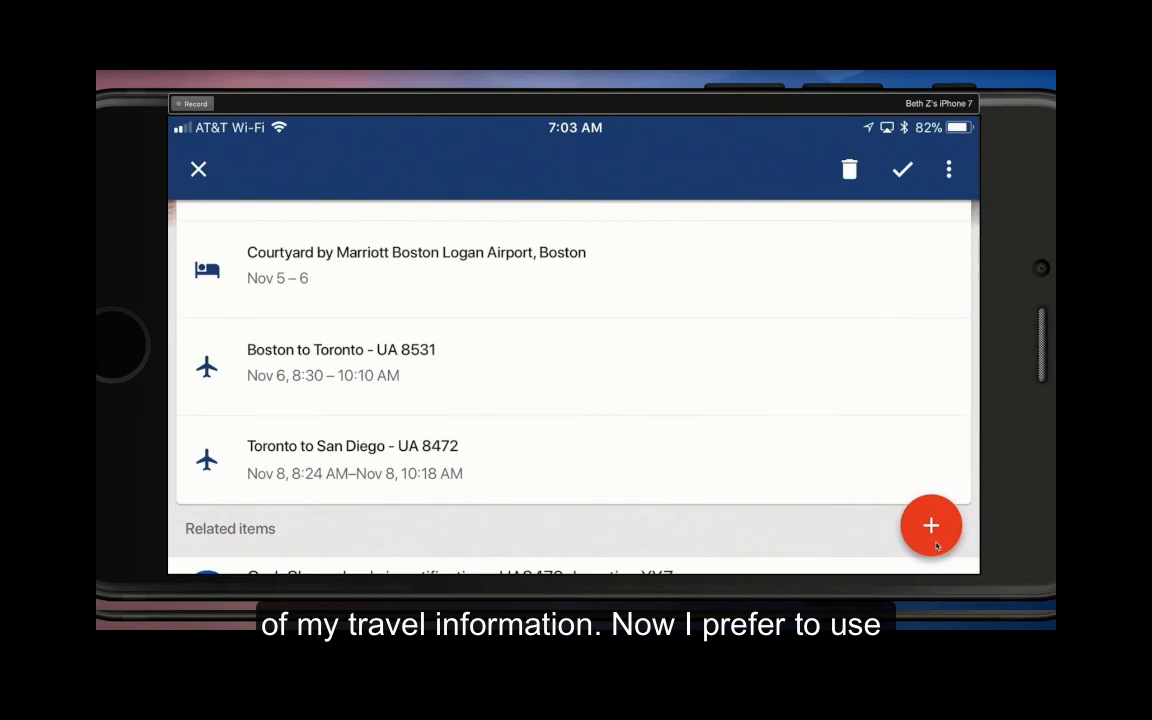 Record
Beth Z's iPhone 7
AT&T Wi-Fi
7:03 AM
82%
Courtyard by Marriott Boston Logan Airport, Boston
Nov 5 – 6
Boston to Toronto - UA 8531
Nov 6, 8:30 – 10:10 AM
Toronto to San Diego - UA 8472
Nov 8, 8:24 AM–Nov 8, 10:18 AM
Related items
of my travel information. Now I prefer to use